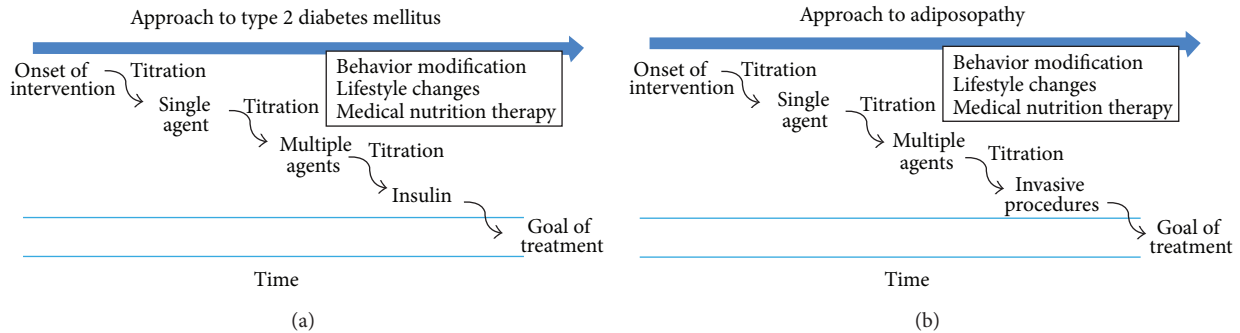 Approach to type 2 diabetes mellitus
Onset of
intervention
Titration
Single
agent
Titration
Multiple
agents
Titration
Insulin
Goal of
treatment
Behavior modification
Lifestyle changes
Medical nutrition therapy
Time
(a)
Approach to adiposopathy
Onset of
intervention
Titration
Single
agent
Titration
Multiple
agents
Titration
Invasive
procedures
Goal of
treatment
Behavior modification
Lifestyle changes
Medical nutrition therapy
Time
(b)